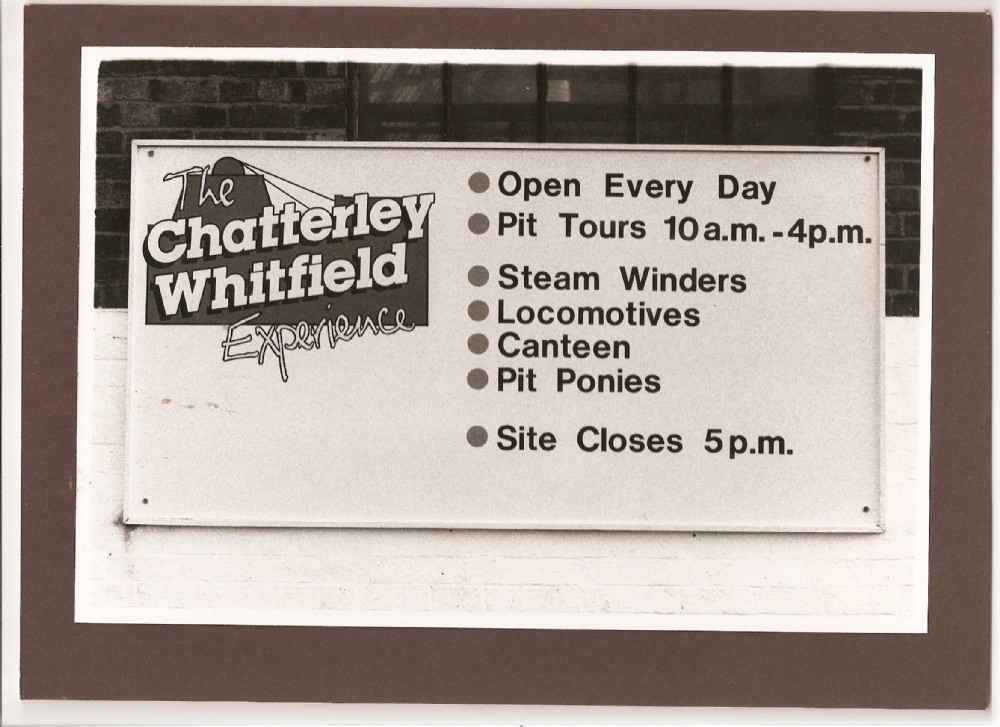 The
Chatterley
Whitfield
Experience
Open Every Day
Pit Tours 10a.m.-4p.m.
Steam Winders
Locomotives
Canteen
Pit Ponies
Site Closes 5p.m.